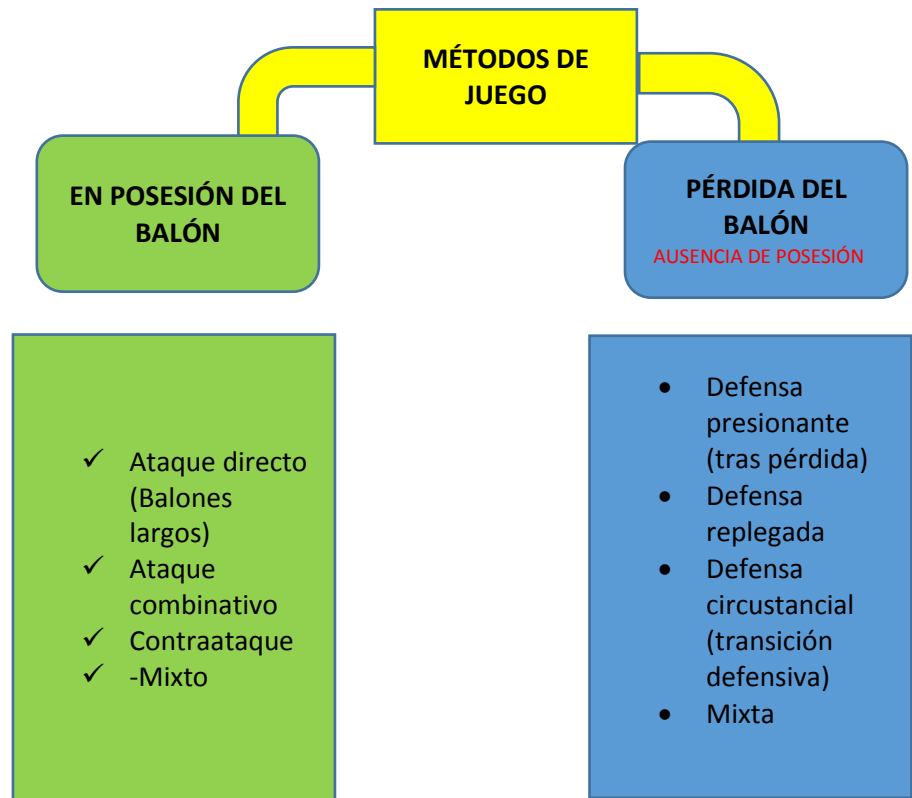 MÉTODOS DE
JUEGO
EN POSESIÓN DEL
BALÓN
PÉRDIDA DEL
BALÓN
AUSENCIA DE POSESIÓN
✓ Ataque directo
(Balones
largos)
✓ Ataque
combinativo
✓ Contraataque
✓ -Mixto
• Defensa
presionante
(tras pérdida)
• Defensa
replegada
• Defensa
circustancial
(transición
defensiva)
• Mixta